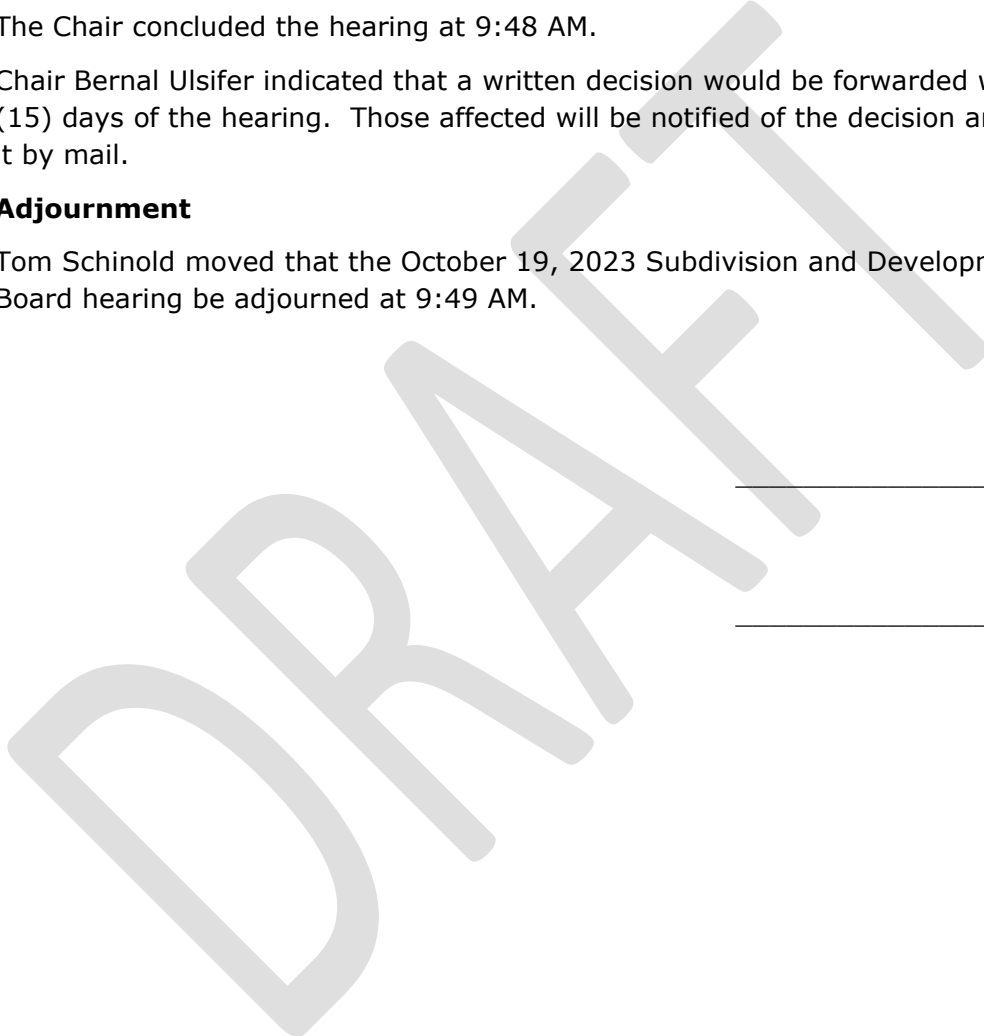 The Chair concluded the hearing at 9:48 AM.
Chair Bernal Ulsifer indicated that a written decision would be forwarded
(15) days of the hearing. Those affected will be notified of the decision
by mail.
Adjournment
Tom Schinold moved that the October 19, 2023 Subdivision and
Board hearing be adjourned at 9:49 AM.
DRAFT